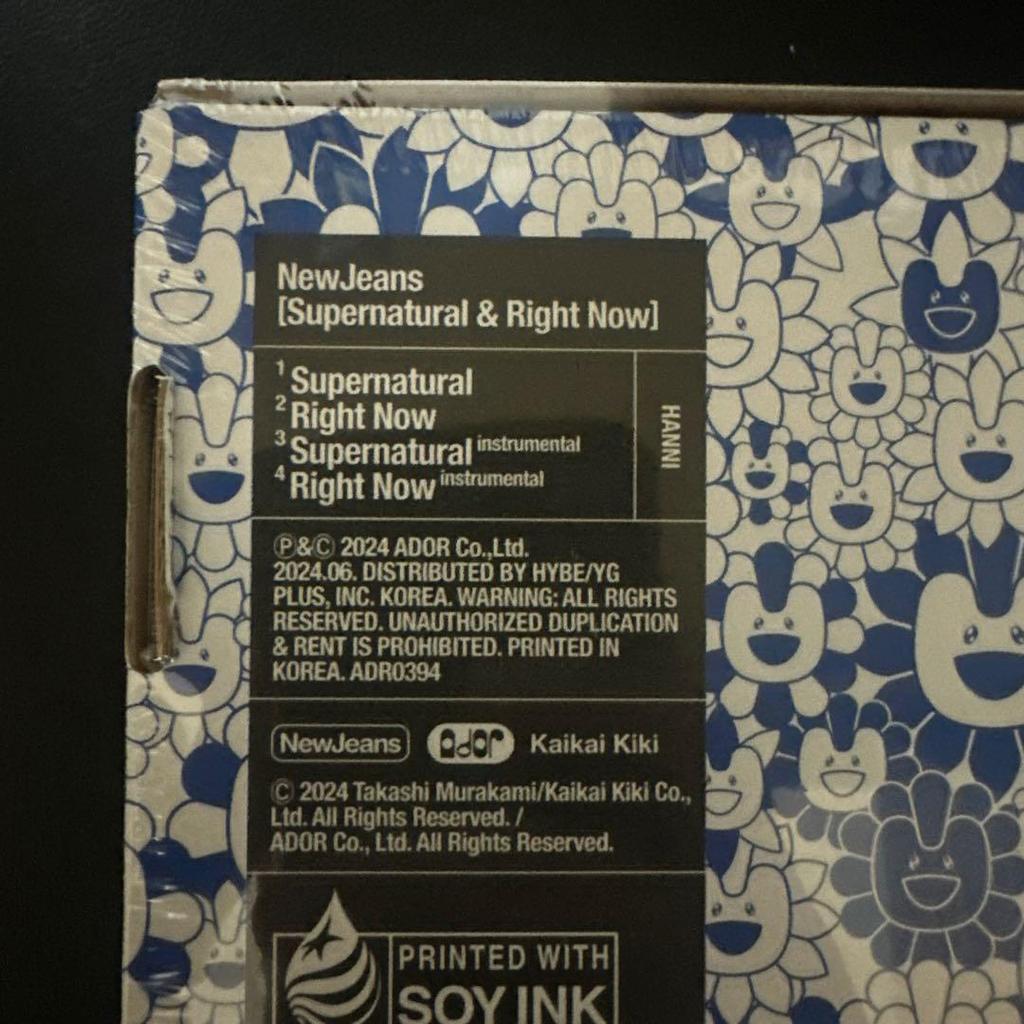 NewJeans
[Supernatural & Right Now]
1 Supernatural
2 Right Now
3 Supernatural instrumental
4 Right Now instrumental
HANNI
Ⓟ&Ⓒ 2024 ADOR Co.,Ltd.
2024.06. DISTRIBUTED BY HYBE/YG
PLUS, INC. KOREA. WARNING: ALL RIGHTS
RESERVED. UNAUTHORIZED DUPLICATION
& RENT IS PROHIBITED. PRINTED IN
KOREA. ADR0394
NewJeans ador Kaikai Kiki
Ⓒ 2024 Takashi Murakami/Kaikai Kiki Co.,
Ltd. All Rights Reserved. /
ADOR Co., Ltd. All Rights Reserved.
PRINTED WITH
SOY INK